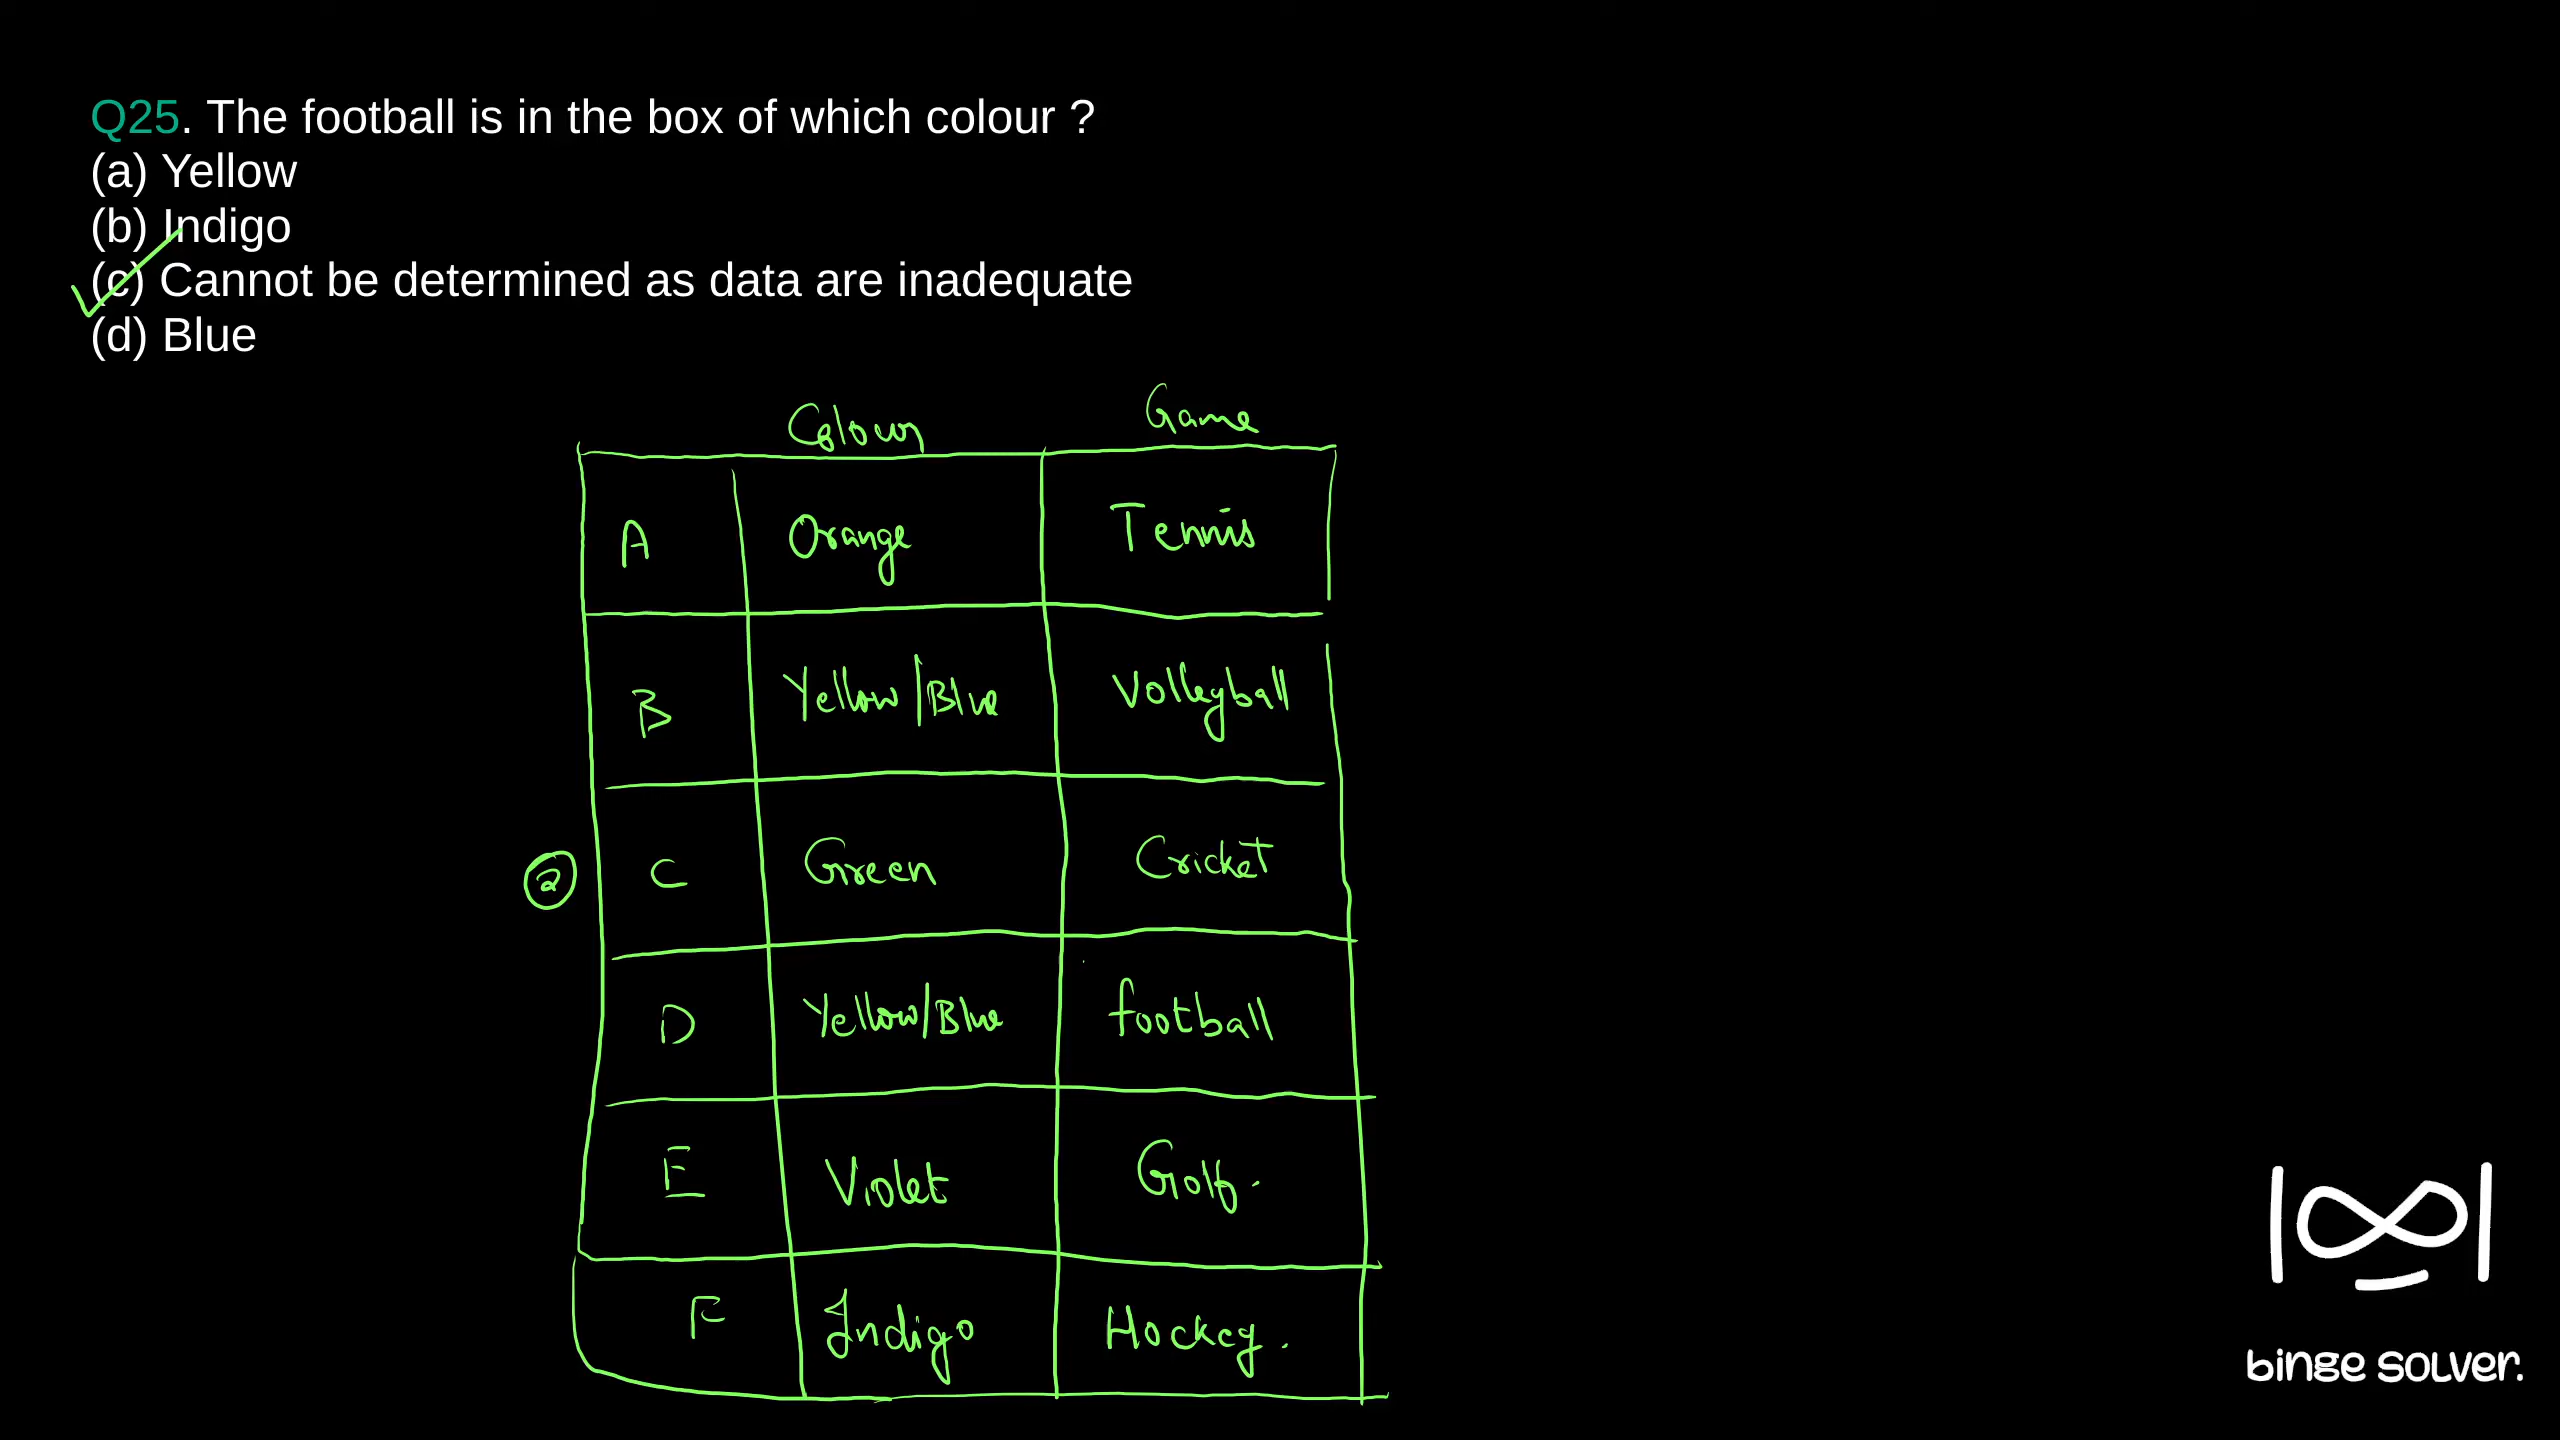 Q25. The football is in the box of which colour ?
(a) Yellow
(b) Indigo
(c) Cannot be determined as data are inadequate
(d) Blue
Colour Game
A Orange Tennis
B Yellow/Blue Volleyball
② C Green Cricket
D Yellow/Blue football
E Violet Golf.
F Indigo Hockey.
binge solver.